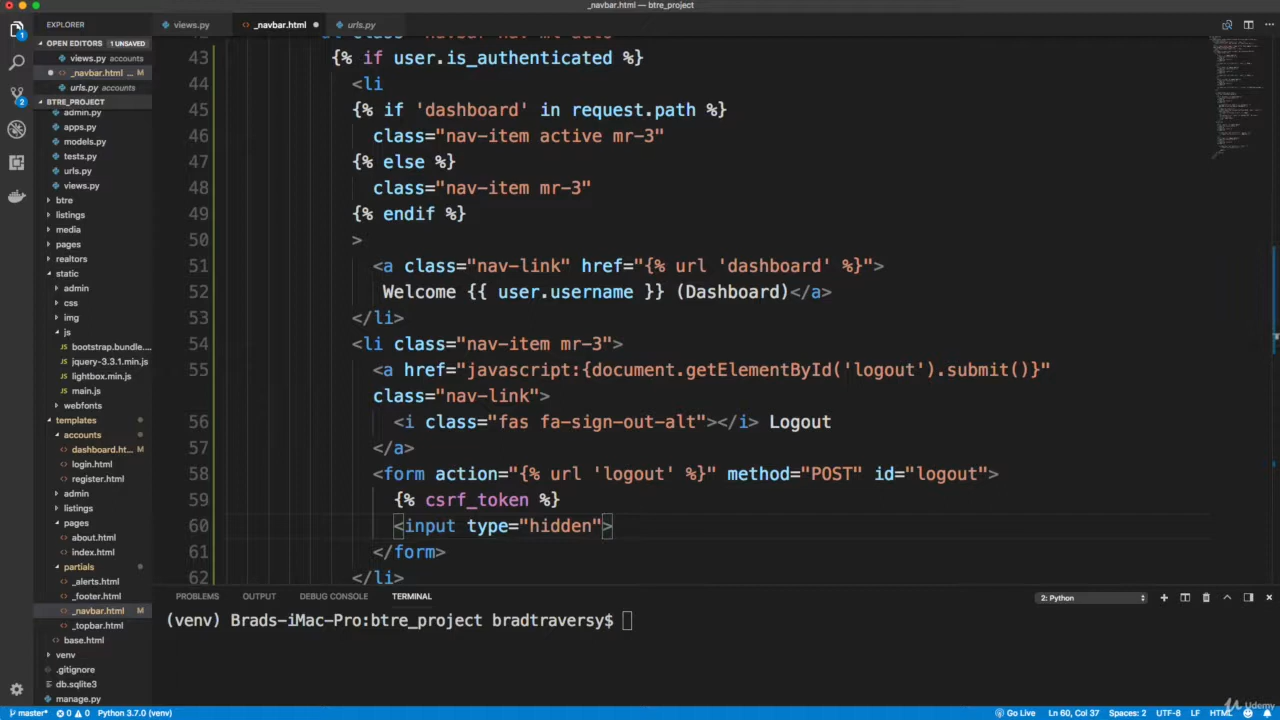 _navbar.html — btre_project
EXPLORER
views.py
_navbar.html
urls.py
OPEN EDITORS 1 UNSAVED
views.py accounts
_navbar.html ... M
urls.py accounts
BTRE_PROJECT
admin.py
apps.py
models.py
tests.py
urls.py
views.py
btre
listings
media
pages
realtors
static
admin
css
img
js
bootstrap.bundle....
jquery-3.3.1.min.js
lightbox.min.js
main.js
webfonts
templates
accounts
dashboard.ht... M
login.html
register.html
admin
listings
pages
about.html
index.html
partials
_alerts.html
_footer.html
_navbar.html M
_topbar.html
base.html
venv
.gitignore
db.sqlite3
manage.py
43 {% if user.is_authenticated %}
44 <li
45 {% if 'dashboard' in request.path %}
46 class="nav-item active mr-3"
47 {% else %}
48 class="nav-item mr-3"
49 {% endif %}
50 >
51 <a class="nav-link" href="{% url 'dashboard' %}">
52 Welcome {{ user.username }} (Dashboard)</a>
53 </li>
54 <li class="nav-item mr-3">
55 <a href="javascript:{document.getElementById('logout').submit()}"
class="nav-link">
56 <i class="fas fa-sign-out-alt"></i> Logout
57 </a>
58 <form action="{% url 'logout' %}" method="POST" id="logout">
59 {% csrf_token %}
60 <input type="hidden">
61 </form>
62 </li>
PROBLEMS OUTPUT DEBUG CONSOLE TERMINAL
2: Python
(venv) Brads-iMac-Pro:btre_project bradtraversy$
master* 0 0 Python 3.7.0 (venv)
Go Live Ln 60, Col 37 Spaces: 2 UTF-8 LF HTML
Udemy